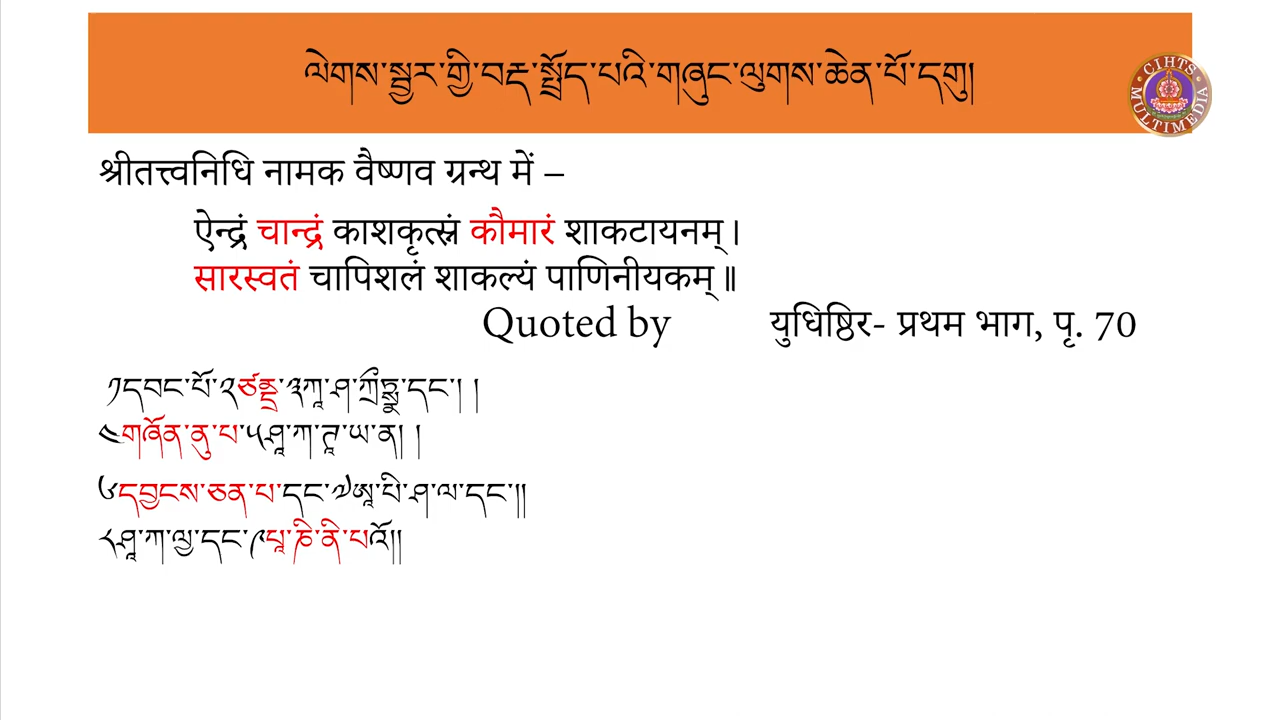 ལེགས་སྦྱར་གྱི་བརྡ་སྤྲོད་པའི་གཞུང་ལུགས་ཆེན་པོ་དགུ།
CIHTS
MULTIMEDIA
श्रीतत्त्वनिधि नामक वैष्णव ग्रन्थ में –
ऐन्द्रं चान्द्रं काशकृत्स्नं कौमारं शाकटायनम् ।
सारस्वतं चापिशलं शाकल्यं पाणिनीयकम् ॥
Quoted by युधिष्ठिर- प्रथम भाग, पृ. 70
༡དབང་པོ་༢ཙནྡྲ་༣ཀཱ་ཤ་ཀྲྀཏྶྣ་དང་། །
༤གཞོན་ནུ་པ་༥ཤཱ་ཀ་ཊཱ་ཡ་ན། །
༦དབྱངས་ཅན་པ་དང་༧ཨཱ་པི་ཤ་ལ་དང་༎
༨ཤཱ་ཀ་ལྱ་དང་༩པཱ་ཎི་ནི་པའོ༎